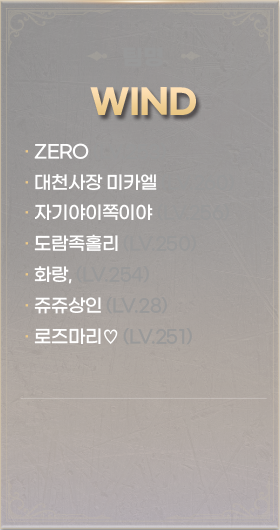 WIND
· ZERO
· 대천사장 미카엘
· 자기야이쪽이야 (LV.256)
· 도람족홀리 (LV.250)
· 화랑, (LV.254)
· 쥬쥬상인 (LV.28)
· 로즈마리♡ (LV.251)